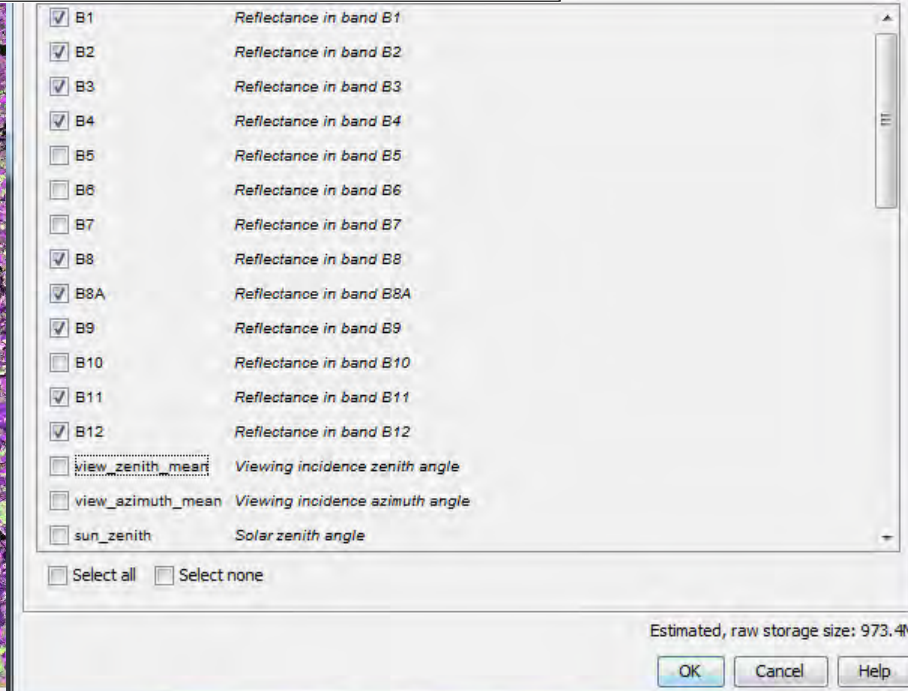 B1 Reflectance in band B1
B2 Reflectance in band B2
B3 Reflectance in band B3
B4 Reflectance in band B4
B5 Reflectance in band B5
B6 Reflectance in band B6
B7 Reflectance in band B7
B8 Reflectance in band B8
B8A Reflectance in band B8A
B9 Reflectance in band B9
B10 Reflectance in band B10
B11 Reflectance in band B11
B12 Reflectance in band B12
view_zenith_mean Viewing incidence zenith angle
view_azimuth_mean Viewing incidence azimuth angle
sun_zenith Solar zenith angle
Select all Select none
Estimated, raw storage size: 973.4M
OK Cancel Help